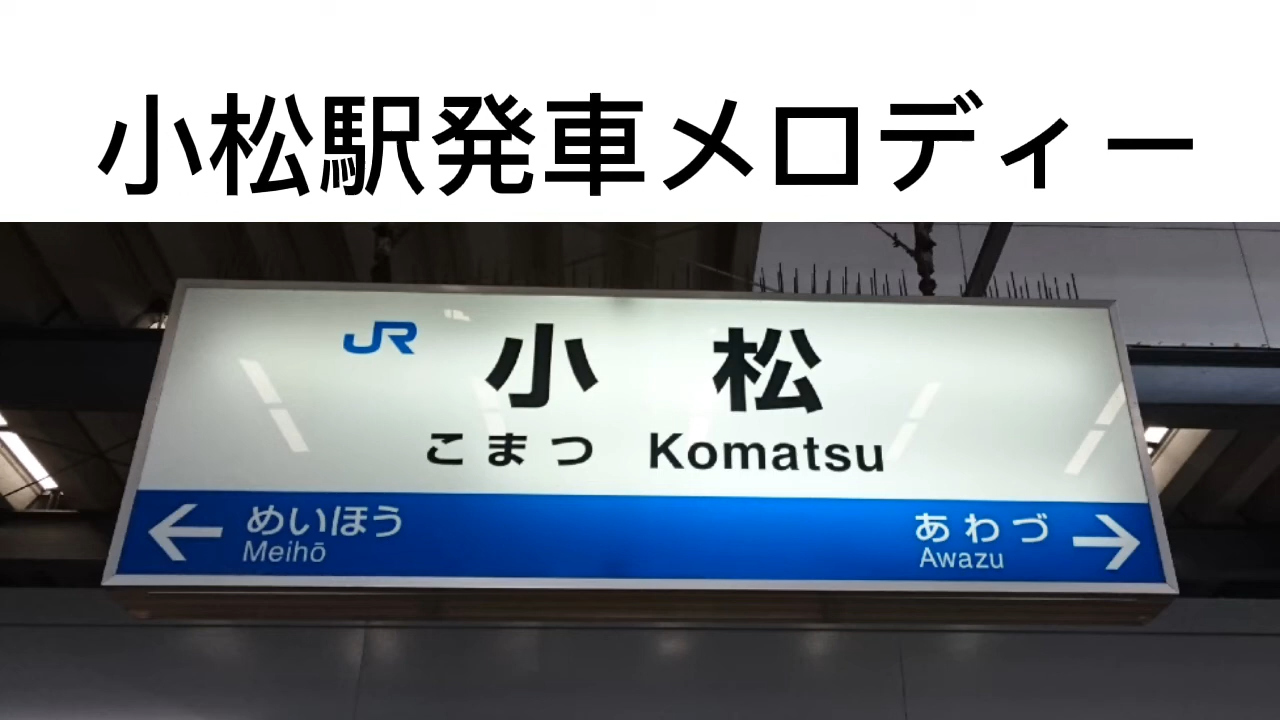 小松駅発車メロディー
JR 小松
こまつ Komatsu
← めいほう あわづ →
Meihō Awazu